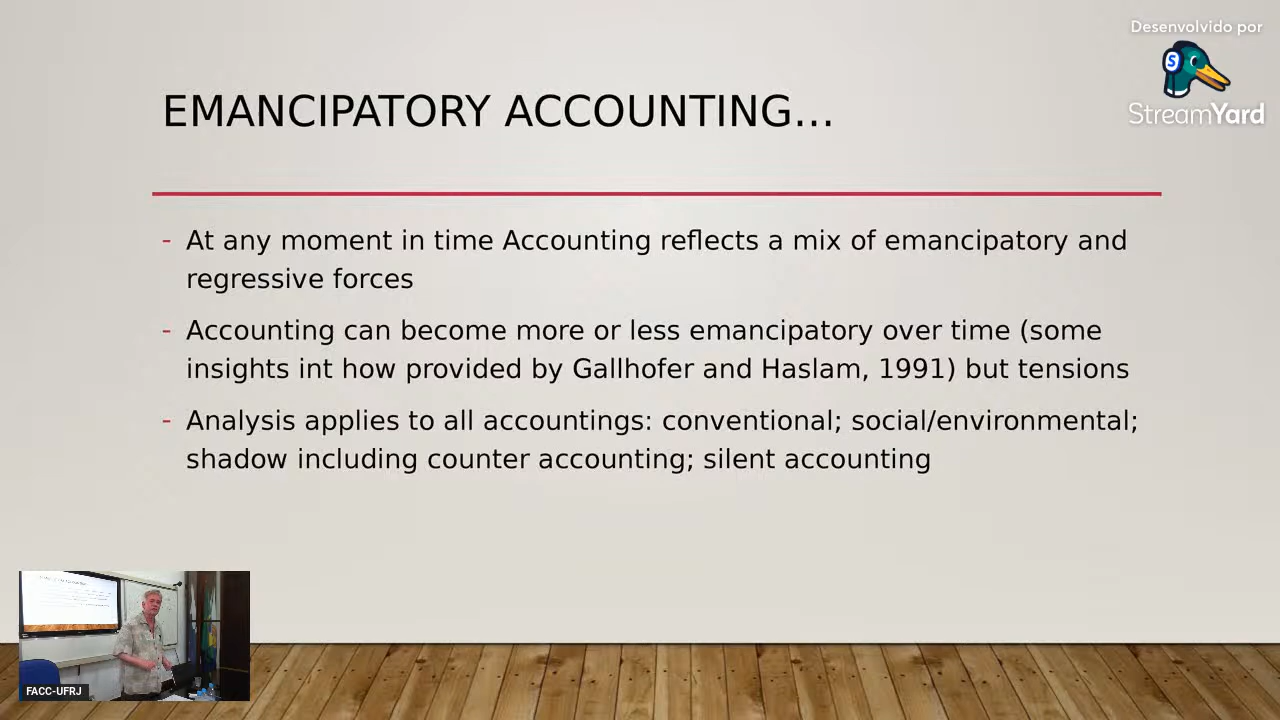 Desenvolvido por
S
StreamYard
EMANCIPATORY ACCOUNTING...
- At any moment in time Accounting reflects a mix of emancipatory and
regressive forces
- Accounting can become more or less emancipatory over time (some
insights int how provided by Gallhofer and Haslam, 1991) but tensions
- Analysis applies to all accountings: conventional; social/environmental;
shadow including counter accounting; silent accounting
FACC-UFRJ